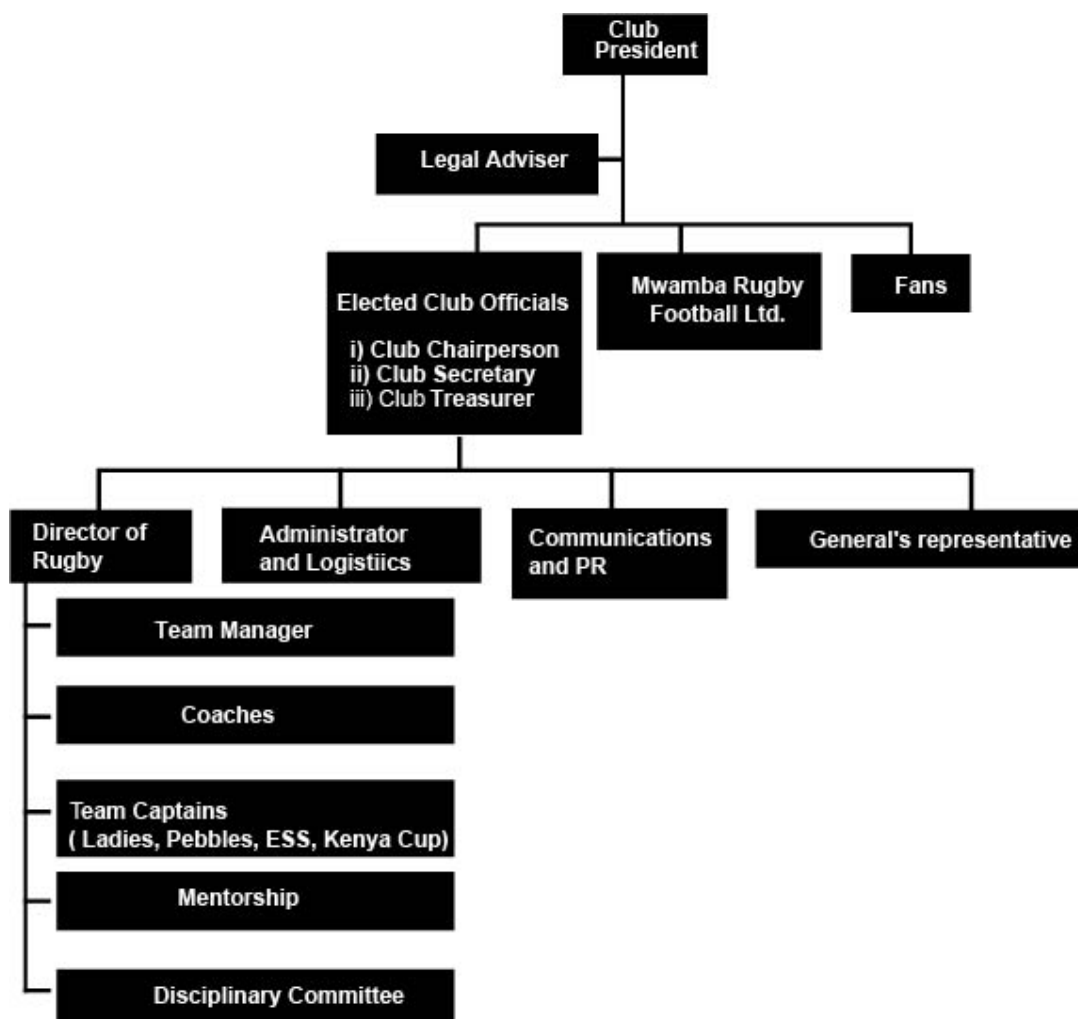 Club
President
Legal Adviser
Elected Club Officials
i) Club Chairperson
ii) Club Secretary
iii) Club Treasurer
Mwamba Rugby
Football Ltd.
Fans
Director of
Rugby
Administrator
and Logistiics
Communications
and PR
General's representative
Team Manager
Coaches
Team Captains
( Ladies, Pebbles, ESS, Kenya Cup)
Mentorship
Disciplinary Committee